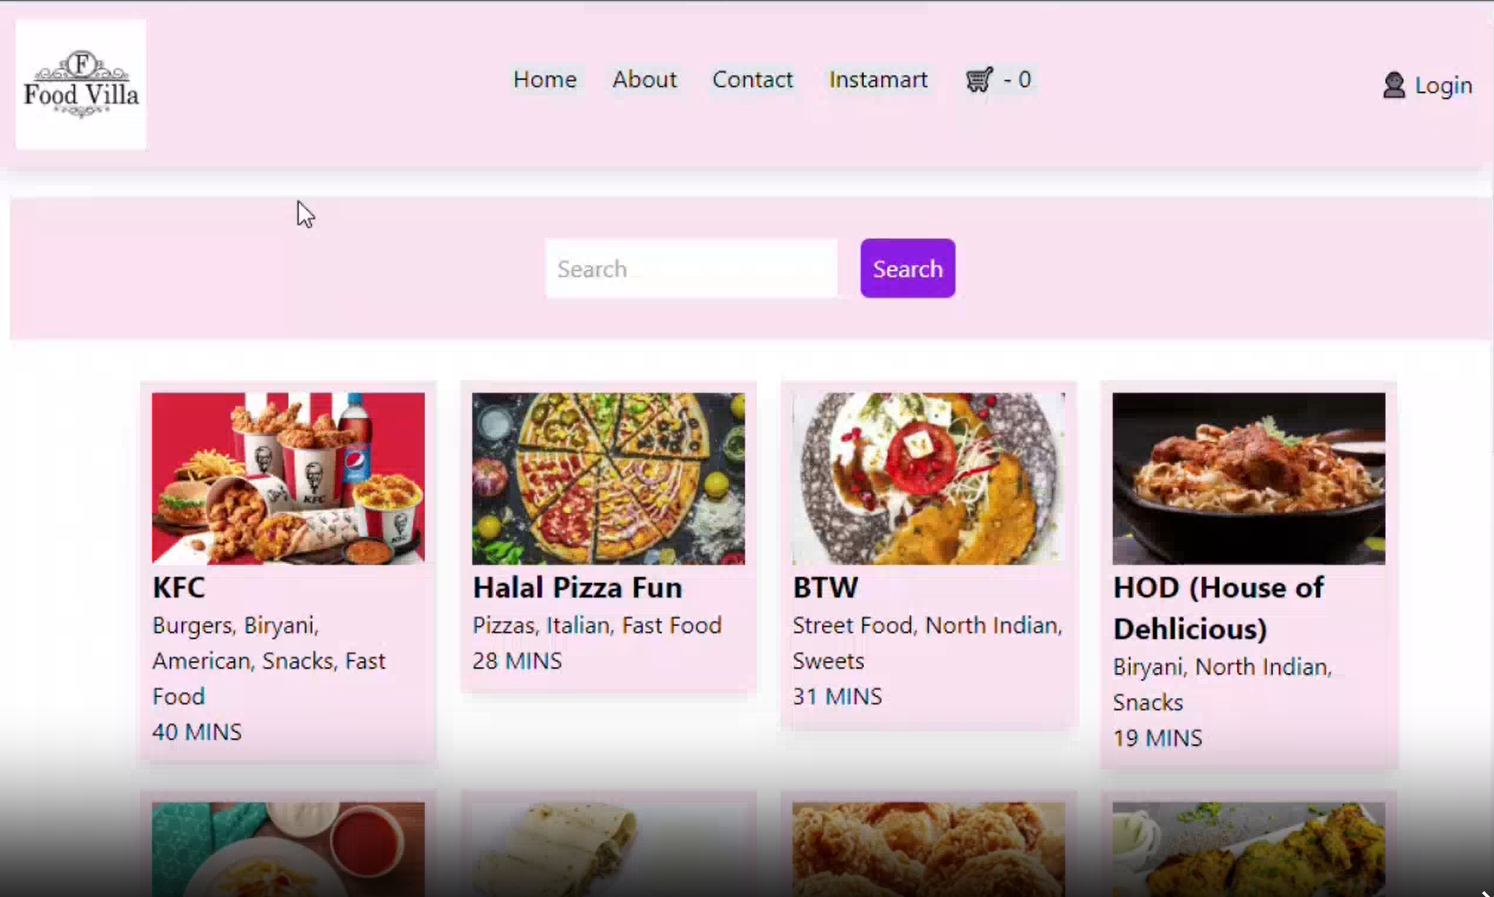 F
Food Villa
Home About Contact Instamart - 0
Login
Search Search
KFC
KFC
Burgers, Biryani,
American, Snacks, Fast
Food
40 MINS
Halal Pizza Fun
Pizzas, Italian, Fast Food
28 MINS
BTW
Street Food, North Indian,
Sweets
31 MINS
HOD (House of
Dehlicious)
Biryani, North Indian,
Snacks
19 MINS